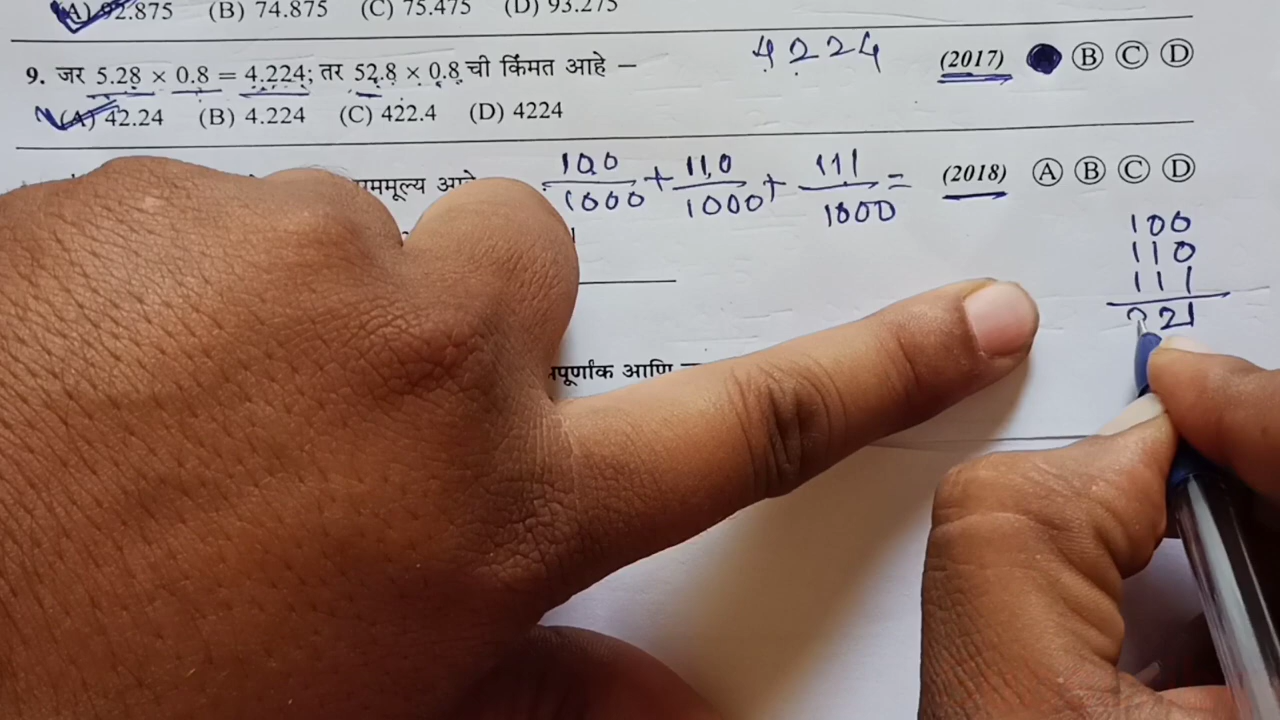 (A) 92.875 (B) 74.875 (C) 75.475 (D) 93.275
9. जर 5.28 × 0.8 = 4.224; तर 52.8 × 0.8 ची किंमत आहे – 4224 (2017) B C D
(A) 42.24 (B) 4.224 (C) 422.4 (D) 4224
100/1000 + 110/1000 + 111/1000 = (2018) A B C D
100
110
111
321
आणि